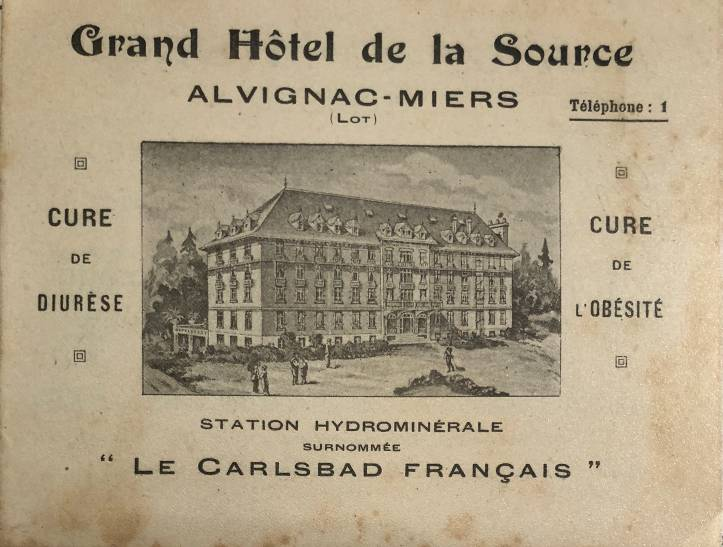 Grand Hôtel de la Source
ALVIGNAC-MIERS
(LOT)
Téléphone : 1
CURE
DE
DIURÈSE
CURE
DE
L'OBÉSITÉ
STATION HYDROMINÉRALE
SURNOMMÉE
" LE CARLSBAD FRANÇAIS "